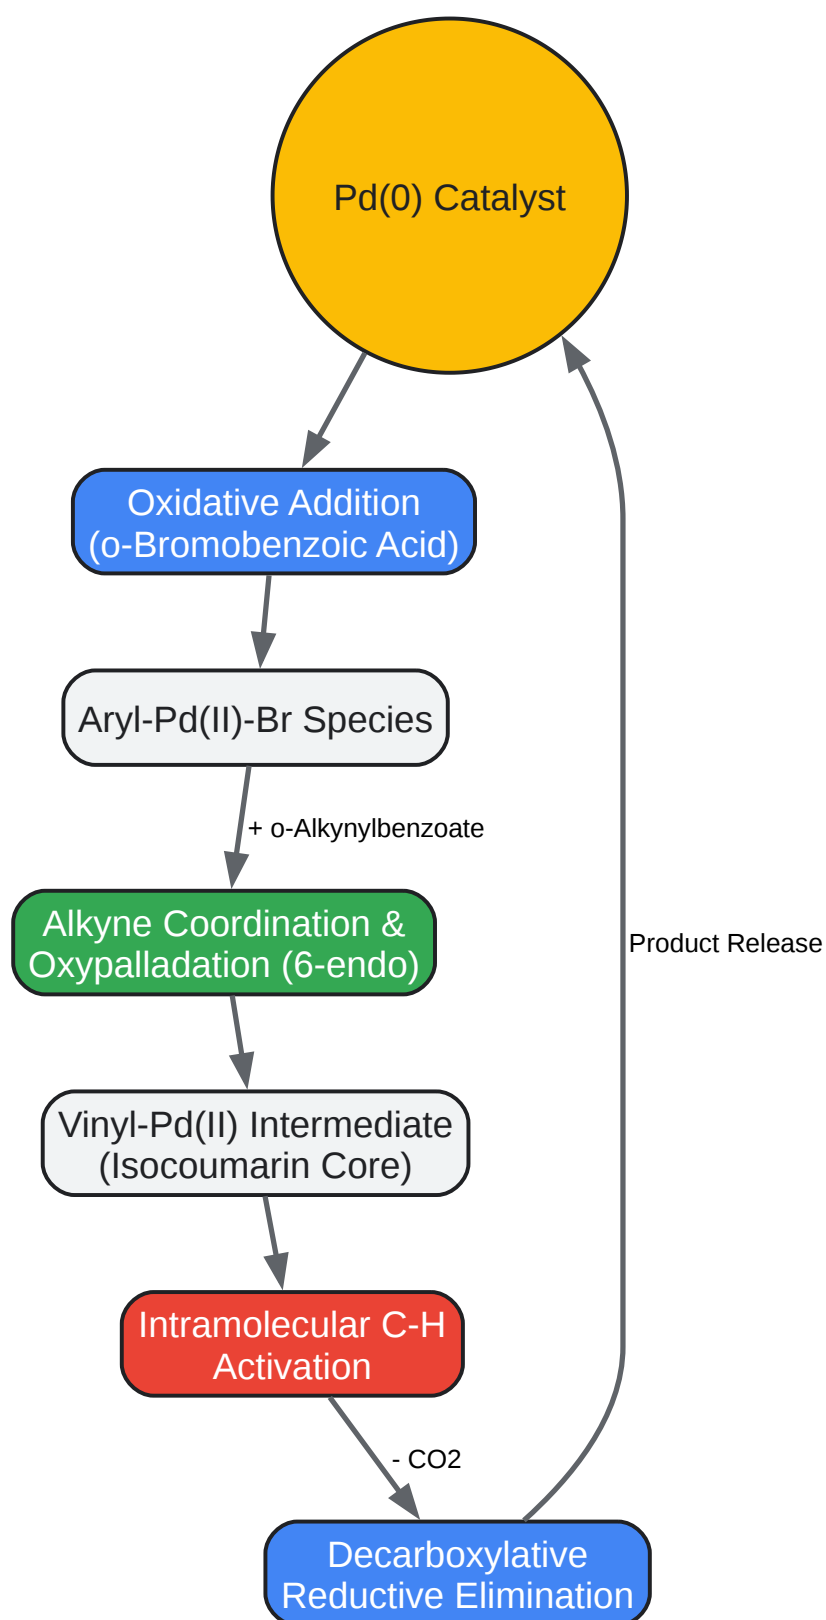 Pd(0) Catalyst
Oxidative Addition
(o-Bromobenzoic Acid)
Aryl-Pd(II)-Br Species
+ o-Alkynylbenzoate
Alkyne Coordination &
Oxypalladation (6-endo)
Product Release
Vinyl-Pd(II) Intermediate
(Isocoumarin Core)
Intramolecular C-H
Activation
- CO2
Decarboxylative
Reductive Elimination